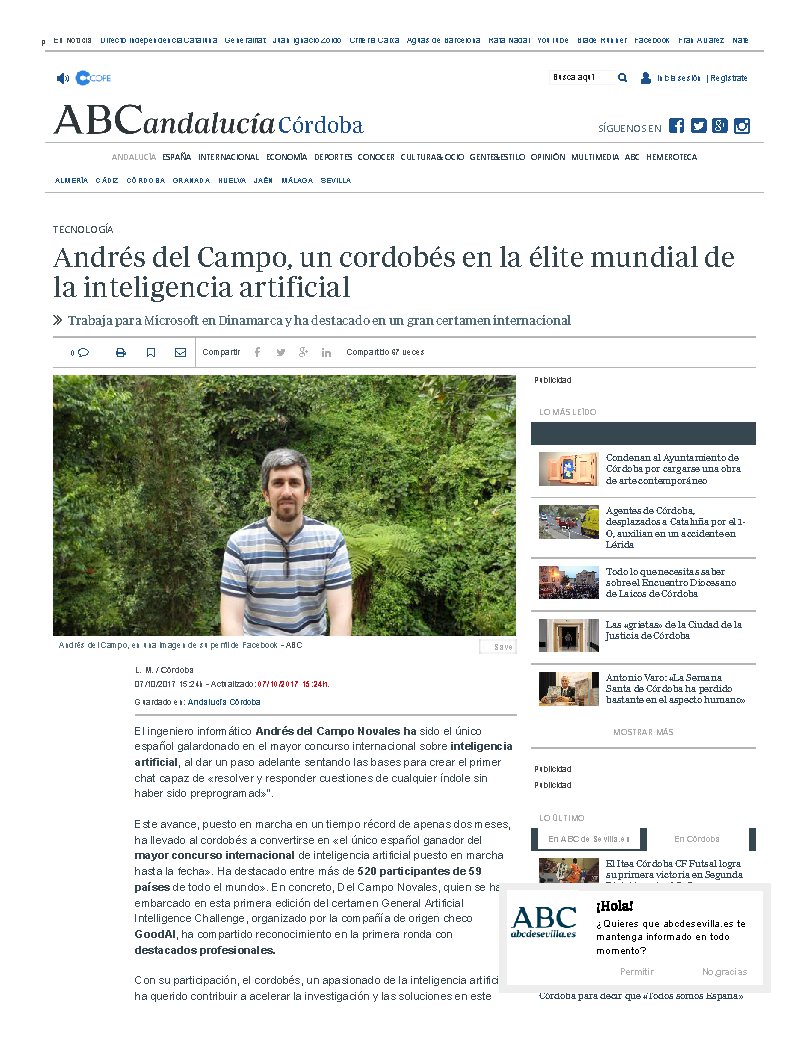 En Noticia Directo Independencia Cataluña Generalitat Juan Ignacio Zoido Criteria Caixa Aguas de Barcelona Rafa Nadal YouTube Blade Runner Facebook Fran Álvarez Nate
COPE
Busca aquí
Inicia sesión | Regístrate
ABCandalucía Córdoba
SÍGUENOS EN
ANDALUCÍA ESPAÑA INTERNACIONAL ECONOMÍA DEPORTES CONOCER CULTURA&OCIO GENTE&ESTILO OPINIÓN MULTIMEDIA ABC HEMEROTECA
ALMERÍA CÁDIZ CÓRDOBA GRANADA HUELVA JAÉN MÁLAGA SEVILLA
TECNOLOGÍA
Andrés del Campo, un cordobés en la élite mundial de
la inteligencia artificial
Trabaja para Microsoft en Dinamarca y ha destacado en un gran certamen internacional
0
Compartir
Compartido 67 veces
Andrés del Campo, en una imagen de su perfil de Facebook - ABC
Save
L. M. / Córdoba
07/10/2017 15:24h - Actualizado: 07/10/2017 15:24h.
Guardado en: Andalucía Córdoba
El ingeniero informático Andrés del Campo Novales ha sido el único
español galardonado en el mayor concurso internacional sobre inteligencia
artificial, al dar un paso adelante sentando las bases para crear el primer
chat capaz de «resolver y responder cuestiones de cualquier índole sin
haber sido preprogramad»".
Este avance, puesto en marcha en un tiempo récord de apenas dos meses,
ha llevado al cordobés a convertirse en «el único español ganador del
mayor concurso internacional de inteligencia artificial puesto en marcha
hasta la fecha». Ha destacado entre más de 520 participantes de 59
países de todo el mundo». En concreto, Del Campo Novales, quien se ha
embarcado en esta primera edición del certamen General Artificial
Intelligence Challenge, organizado por la compañía de origen checo
GoodAI, ha compartido reconocimiento en la primera ronda con
destacados profesionales.
Con su participación, el cordobés, un apasionado de la inteligencia artifici
ha querido contribuir a acelerar la investigación y las soluciones en este
Publicidad
LO MÁS LEÍDO
Condenan al Ayuntamiento de
Córdoba por cargarse una obra
de arte contemporáneo
Agentes de Córdoba,
desplazados a Cataluña por el 1-
O, auxilian en un accidente en
Lérida
Todo lo que necesitas saber
sobre el Encuentro Diocesano
de Laicos de Córdoba
Las «grietas» de la Ciudad de la
Justicia de Córdoba
Antonio Varo: «La Semana
Santa de Córdoba ha perdido
bastante en el aspecto humano»
MOSTRAR MÁS
Publicidad
Publicidad
LO ÚLTIMO
En ABC de Sevilla.es
En Córdoba
El Itea Córdoba CF Futsal logra
su primera victoria en Segunda
ABC
abcdesevilla.es
¡Hola!
¿Quieres que abcdesevilla.es te
mantenga informado en todo
momento?
Permitir
No,gracias
Córdoba para decir que «Todos somos España»